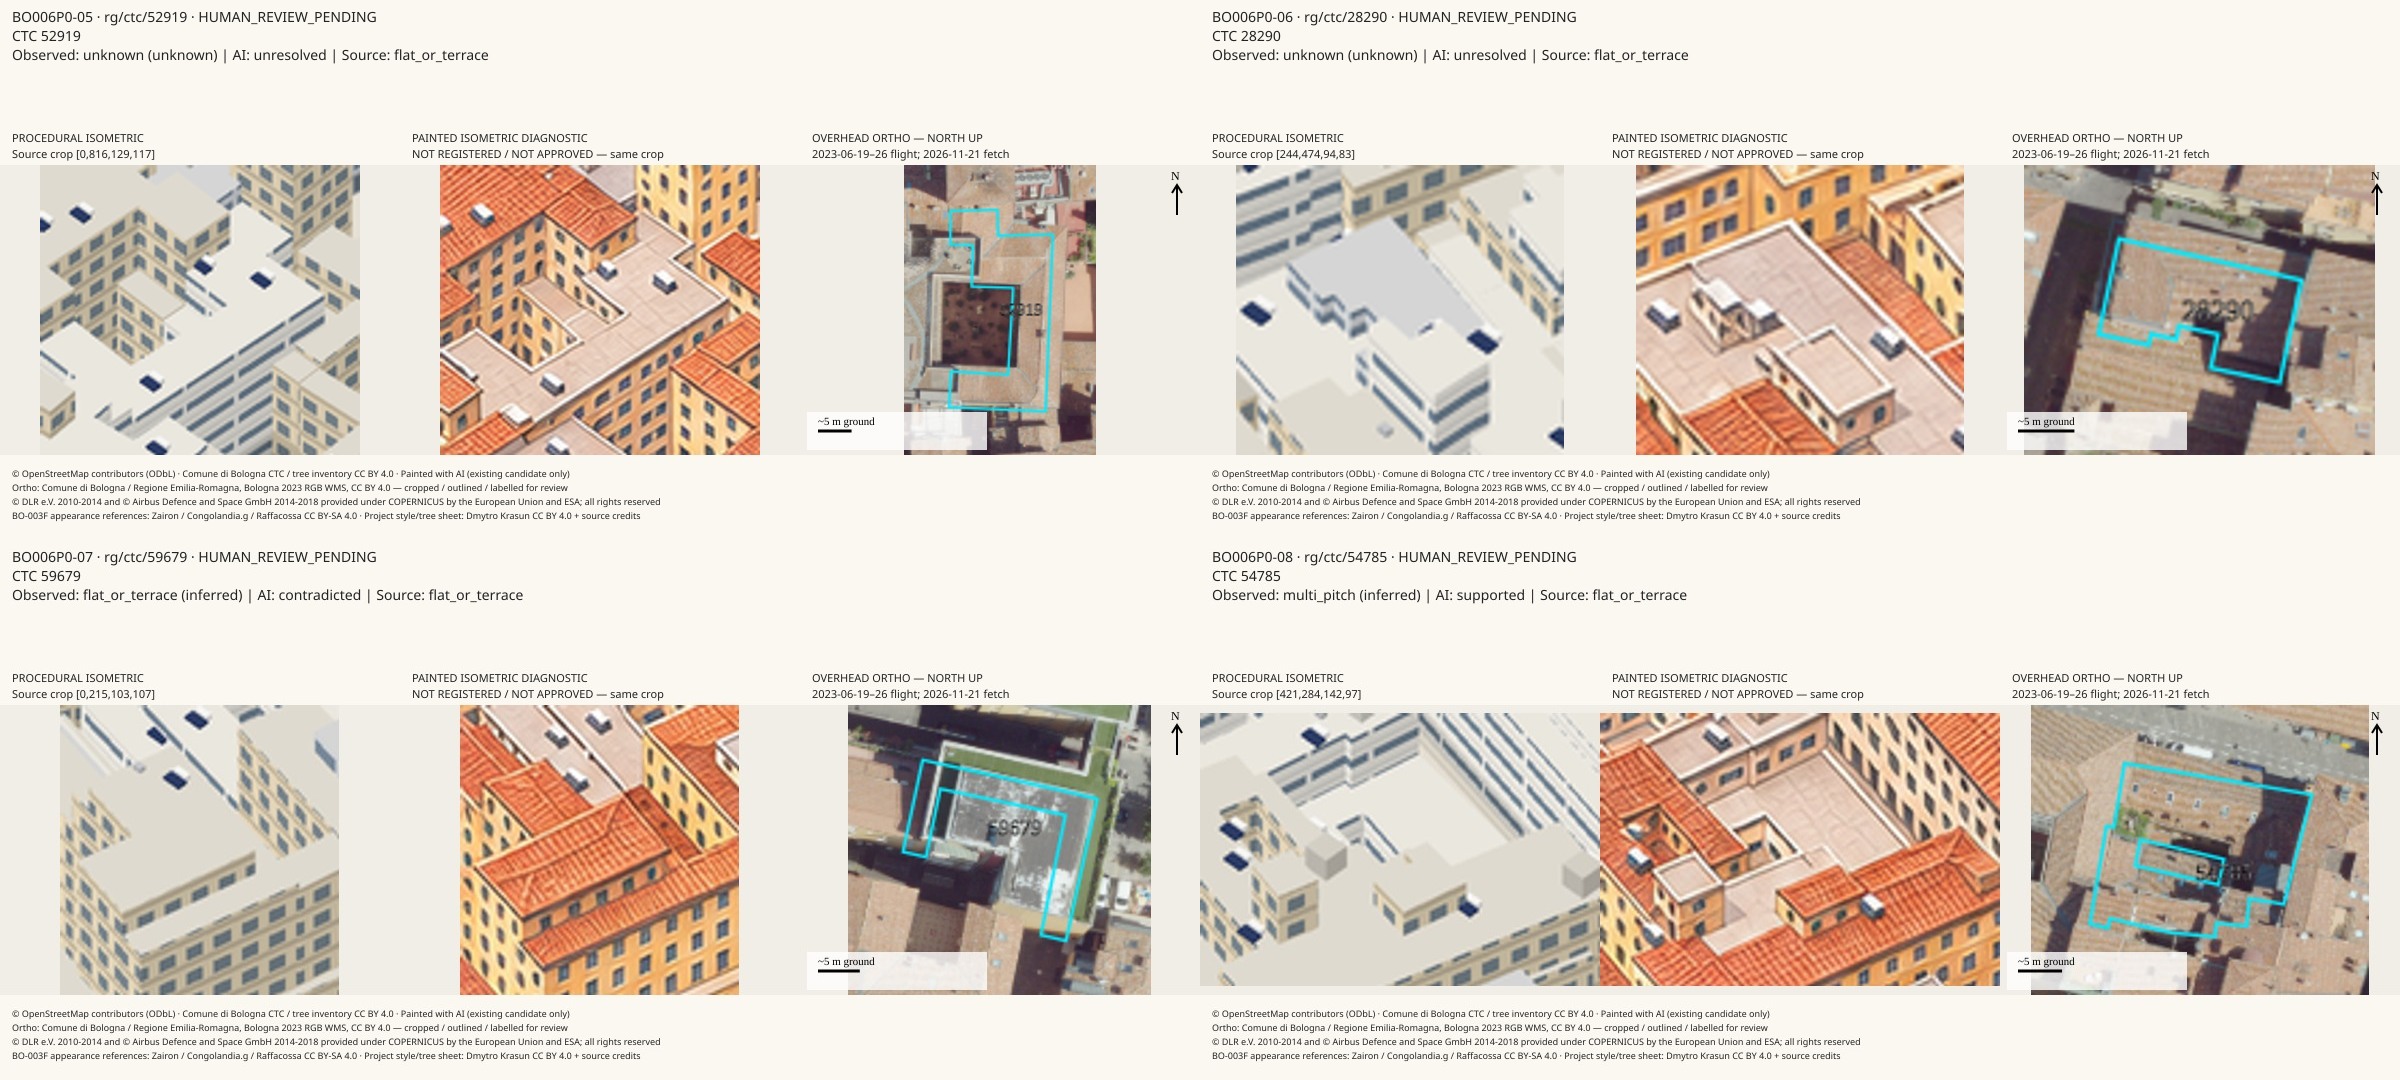 BO006P0-05 · rg/ctc/52919 · HUMAN_REVIEW_PENDING
CTC 52919
Observed: unknown (unknown) | AI: unresolved | Source: flat_or_terrace
PROCEDURAL ISOMETRIC
Source crop [0,816,129,117]
PAINTED ISOMETRIC DIAGNOSTIC
NOT REGISTERED / NOT APPROVED — same crop
OVERHEAD ORTHO — NORTH UP
2023-06-19–26 flight; 2026-11-21 fetch
N
~5 m ground
© OpenStreetMap contributors (ODbL) · Comune di Bologna CTC / tree inventory CC BY 4.0 · Painted with AI (existing candidate only)
Ortho: Comune di Bologna / Regione Emilia-Romagna, Bologna 2023 RGB WMS, CC BY 4.0 — cropped / outlined / labelled for review
© DLR e.V. 2010-2014 and © Airbus Defence and Space GmbH 2014-2018 provided under COPERNICUS by the European Union and ESA; all rights reserved
BO-003F appearance references: Zairon / Congolandia.g / Raffacossa CC BY-SA 4.0 · Project style/tree sheet: Dmytro Krasun CC BY 4.0 + source credits
BO006P0-06 · rg/ctc/28290 · HUMAN_REVIEW_PENDING
CTC 28290
Observed: unknown (unknown) | AI: unresolved | Source: flat_or_terrace
PROCEDURAL ISOMETRIC
Source crop [244,474,94,83]
PAINTED ISOMETRIC DIAGNOSTIC
NOT REGISTERED / NOT APPROVED — same crop
OVERHEAD ORTHO — NORTH UP
2023-06-19–26 flight; 2026-11-21 fetch
N
28290
~5 m ground
© OpenStreetMap contributors (ODbL) · Comune di Bologna CTC / tree inventory CC BY 4.0 · Painted with AI (existing candidate only)
Ortho: Comune di Bologna / Regione Emilia-Romagna, Bologna 2023 RGB WMS, CC BY 4.0 — cropped / outlined / labelled for review
© DLR e.V. 2010-2014 and © Airbus Defence and Space GmbH 2014-2018 provided under COPERNICUS by the European Union and ESA; all rights reserved
BO-003F appearance references: Zairon / Congolandia.g / Raffacossa CC BY-SA 4.0 · Project style/tree sheet: Dmytro Krasun CC BY 4.0 + source credits
BO006P0-07 · rg/ctc/59679 · HUMAN_REVIEW_PENDING
CTC 59679
Observed: flat_or_terrace (inferred) | AI: contradicted | Source: flat_or_terrace
PROCEDURAL ISOMETRIC
Source crop [0,215,103,107]
PAINTED ISOMETRIC DIAGNOSTIC
NOT REGISTERED / NOT APPROVED — same crop
OVERHEAD ORTHO — NORTH UP
2023-06-19–26 flight; 2026-11-21 fetch
N
59679
~5 m ground
© OpenStreetMap contributors (ODbL) · Comune di Bologna CTC / tree inventory CC BY 4.0 · Painted with AI (existing candidate only)
Ortho: Comune di Bologna / Regione Emilia-Romagna, Bologna 2023 RGB WMS, CC BY 4.0 — cropped / outlined / labelled for review
© DLR e.V. 2010-2014 and © Airbus Defence and Space GmbH 2014-2018 provided under COPERNICUS by the European Union and ESA; all rights reserved
BO-003F appearance references: Zairon / Congolandia.g / Raffacossa CC BY-SA 4.0 · Project style/tree sheet: Dmytro Krasun CC BY 4.0 + source credits
BO006P0-08 · rg/ctc/54785 · HUMAN_REVIEW_PENDING
CTC 54785
Observed: multi_pitch (inferred) | AI: supported | Source: flat_or_terrace
PROCEDURAL ISOMETRIC
Source crop [421,284,142,97]
PAINTED ISOMETRIC DIAGNOSTIC
NOT REGISTERED / NOT APPROVED — same crop
OVERHEAD ORTHO — NORTH UP
2023-06-19–26 flight; 2026-11-21 fetch
N
~5 m ground
© OpenStreetMap contributors (ODbL) · Comune di Bologna CTC / tree inventory CC BY 4.0 · Painted with AI (existing candidate only)
Ortho: Comune di Bologna / Regione Emilia-Romagna, Bologna 2023 RGB WMS, CC BY 4.0 — cropped / outlined / labelled for review
© DLR e.V. 2010-2014 and © Airbus Defence and Space GmbH 2014-2018 provided under COPERNICUS by the European Union and ESA; all rights reserved
BO-003F appearance references: Zairon / Congolandia.g / Raffacossa CC BY-SA 4.0 · Project style/tree sheet: Dmytro Krasun CC BY 4.0 + source credits